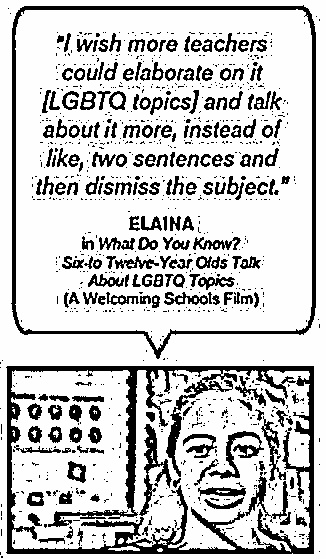 "I wish more teachers
could elaborate on it
[LGBTQ topics] and talk
about it more, instead of
like, two sentences and
then dismiss the subject."
ELAINA
in What Do You Know?
Six-to Twelve-Year Olds Talk
About LGBTQ Topics
(A Welcoming Schools Film)